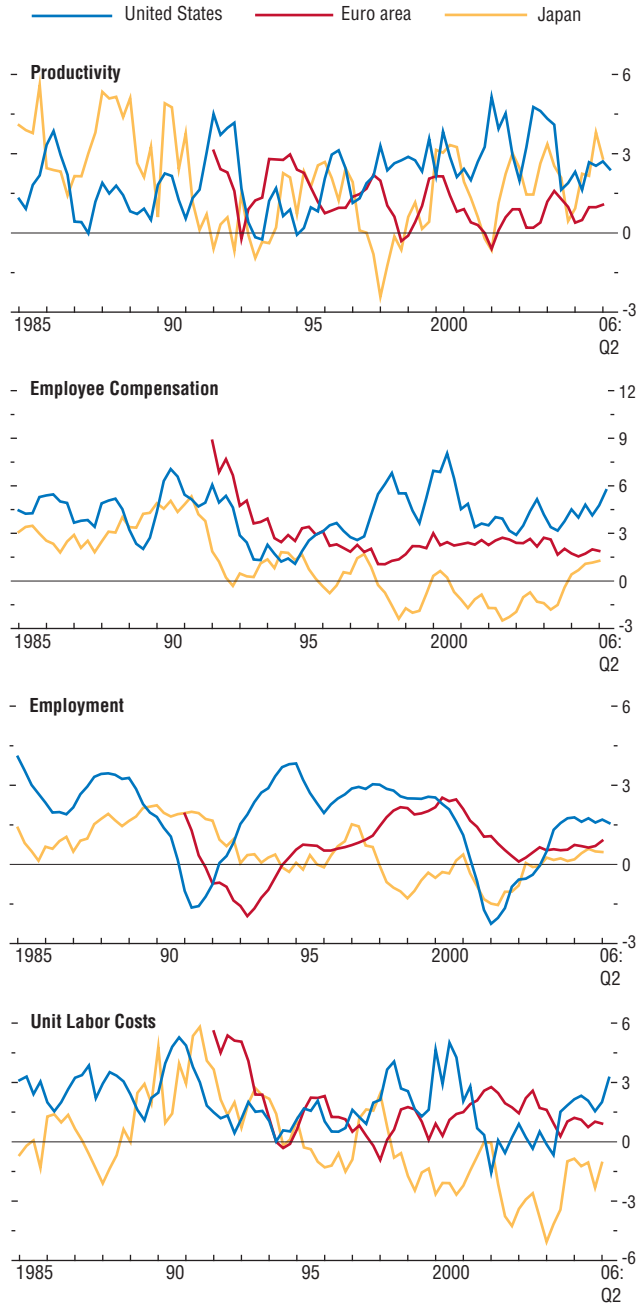 United States Euro area Japan
Productivity
6
3
0
-3
1985 90 95 2000 06:
Q2
Employee Compensation
12
9
6
3
0
-3
1985 90 95 2000 06:
Q2
Employment
6
3
0
-3
1985 90 95 2000 06:
Q2
Unit Labor Costs
6
3
0
-3
-6
1985 90 95 2000 06:
Q2